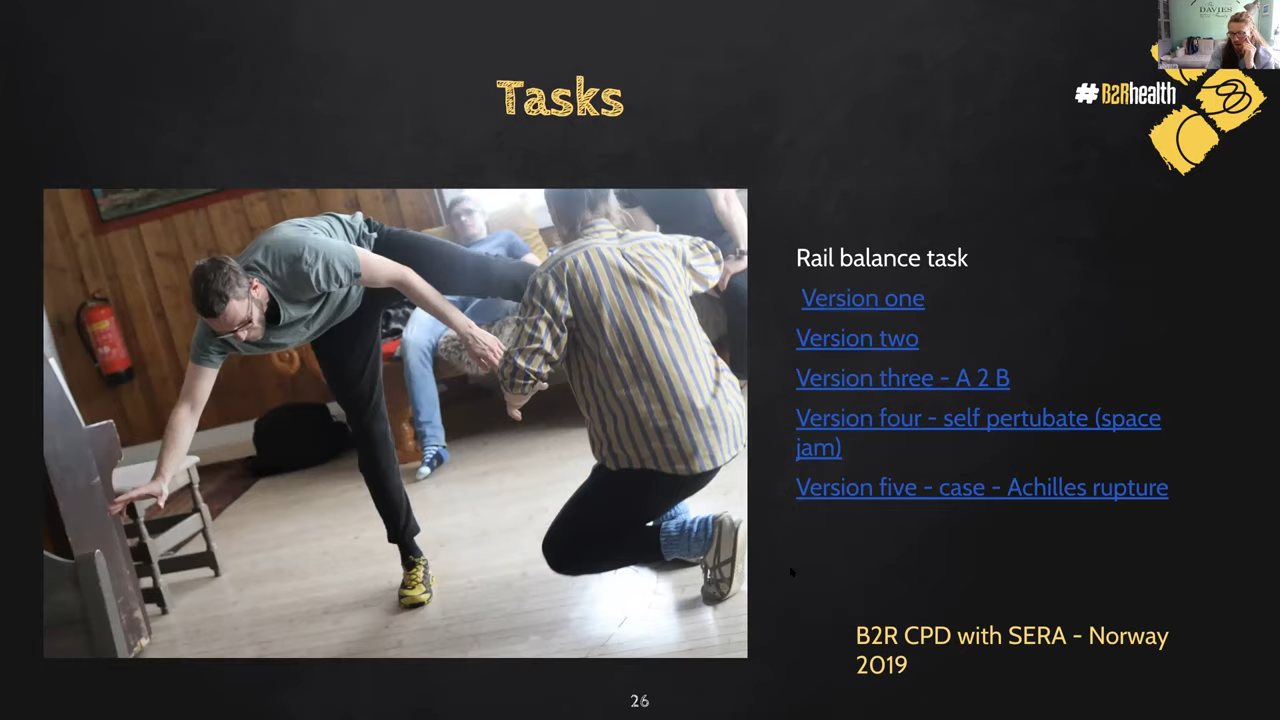 DAVIES
Tasks
# B2Rhealth
Rail balance task
Version one
Version two
Version three - A 2 B
Version four - self pertubate (space
jam)
Version five - case - Achilles rupture
B2R CPD with SERA - Norway
2019
26